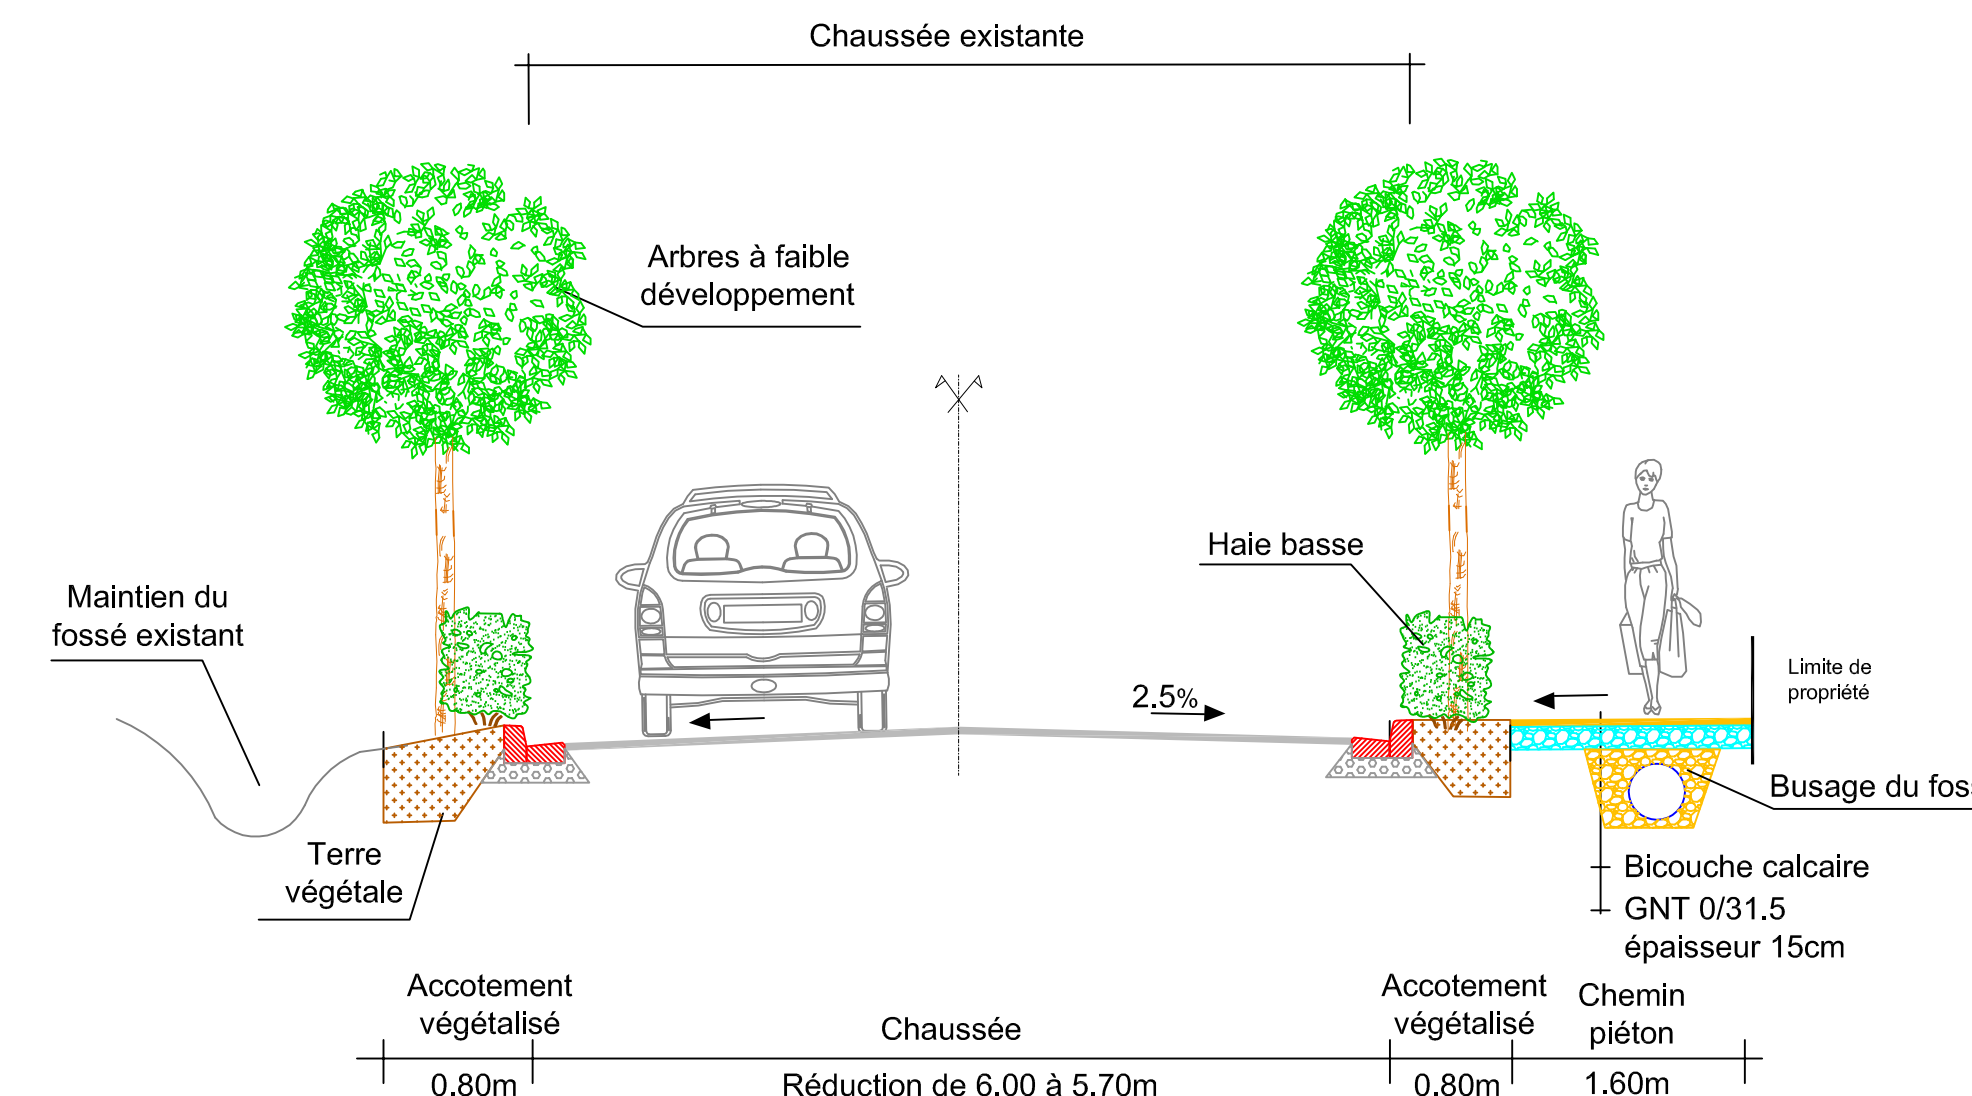 Chaussée existante
Arbres à faible
développement
Haie basse
Maintien du
fossé existant
2.5%
Limite de
propriété
Busage du
Terre
végétale
Bicouche calcaire
GNT 0/31.5
épaisseur 15cm
Accotement
végétalisé
Chaussée
Accotement
végétalisé
Chemin
piéton
0.80m
Réduction de 6.00 à 5.70m
0.80m
1.60m